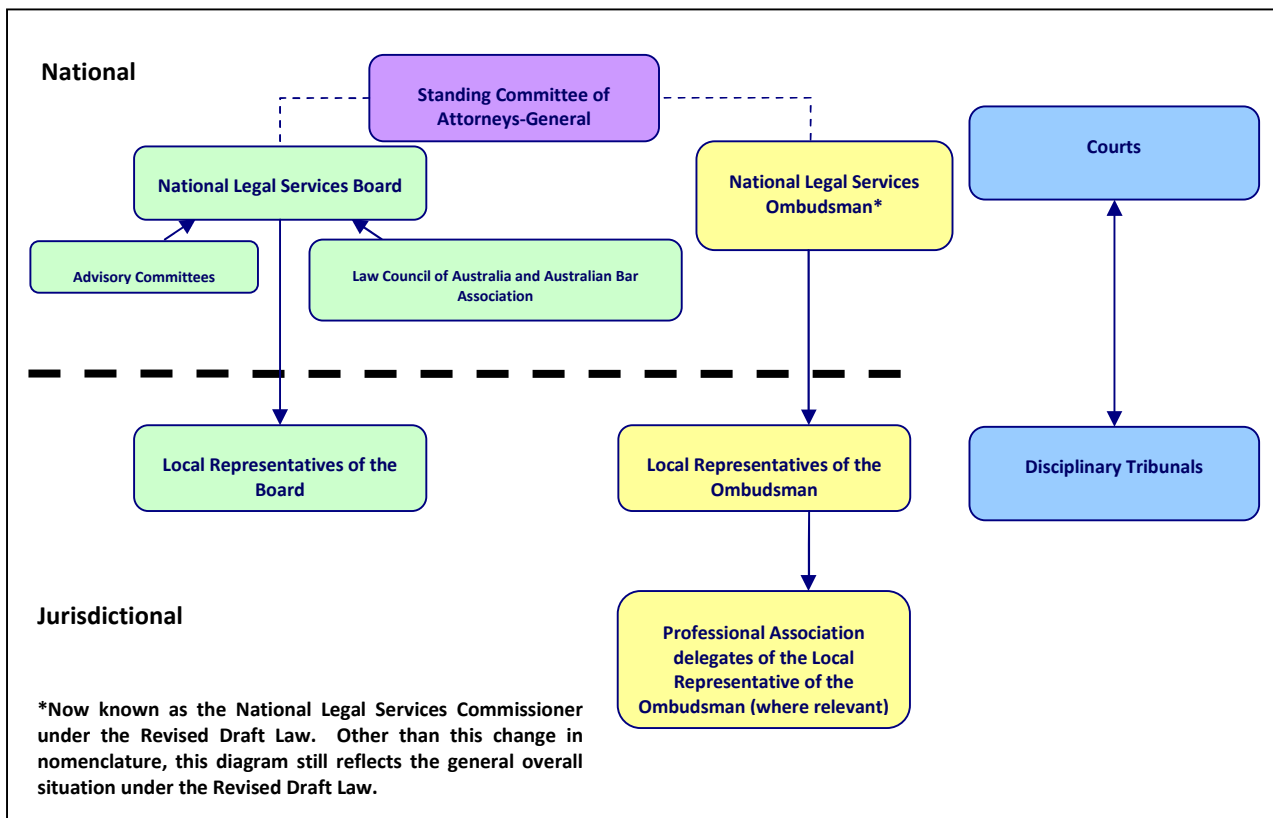 National
Standing Committee of
Attorneys-General
Courts
National Legal Services Board
National Legal Services
Ombudsman*
Advisory Committees
Law Council of Australia and Australian Bar
Association
Local Representatives of the
Board
Local Representatives of the
Ombudsman
Disciplinary Tribunals
Jurisdictional
Professional Association
delegates of the Local
Representative of the
Ombudsman (where relevant)
*Now known as the National Legal Services Commissioner
under the Revised Draft Law. Other than this change in
nomenclature, this diagram still reflects the general overall
situation under the Revised Draft Law.